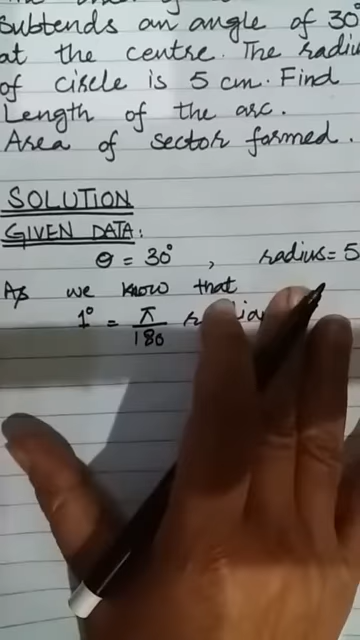 subtends an angle of 30°
at the centre. The radiu
of circle is 5 cm. Find
Length of the arc.
Area of sector formed.
SOLUTION
GIVEN DATA:
θ = 30° , radius = 5
As we know that
1° = π/180